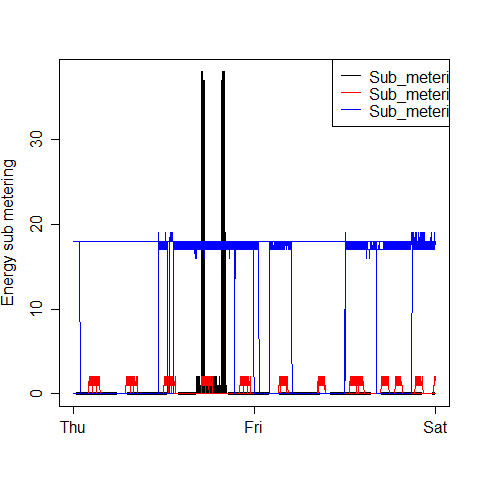 Sub_meteri
Sub_meteri
Sub_meteri
Energy sub metering
30
20
10
0
Thu Fri Sat